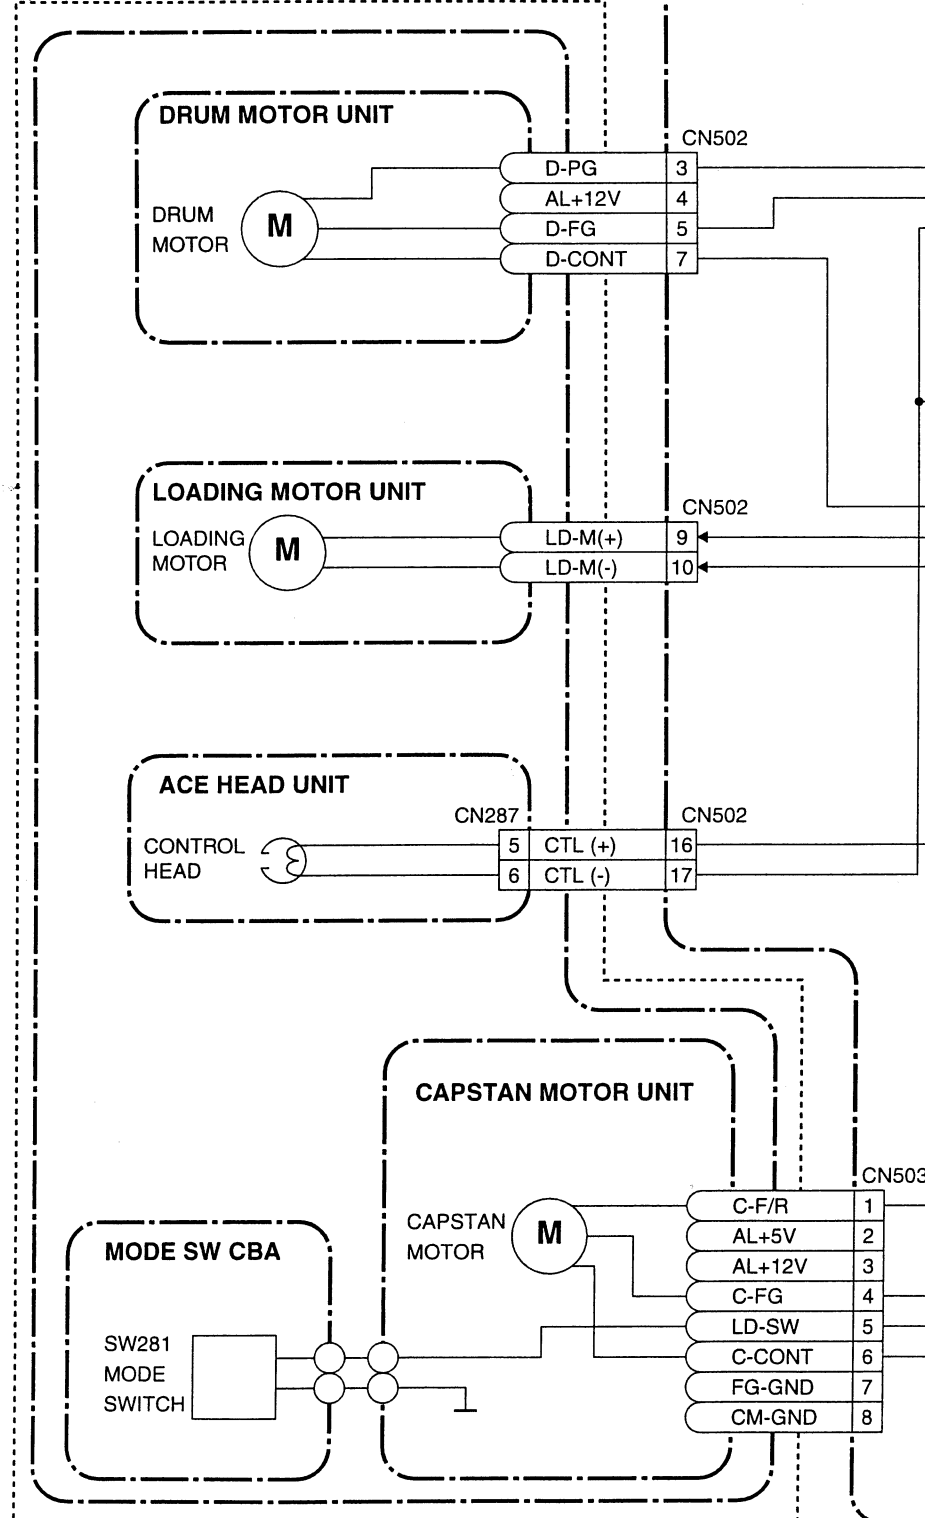 DRUM MOTOR UNIT
CN502
D-PG 3
AL+12V 4
D-FG 5
D-CONT 7
DRUM
MOTOR
M
LOADING MOTOR UNIT
CN502
LOADING
MOTOR
M
LD-M(+) 9
LD-M(-) 10
ACE HEAD UNIT
CN287
CN502
CONTROL
HEAD
5 CTL (+) 16
6 CTL (-) 17
CAPSTAN MOTOR UNIT
CN503
CAPSTAN
MOTOR
M
C-F/R 1
AL+5V 2
AL+12V 3
C-FG 4
LD-SW 5
C-CONT 6
FG-GND 7
CM-GND 8
MODE SW CBA
SW281
MODE
SWITCH